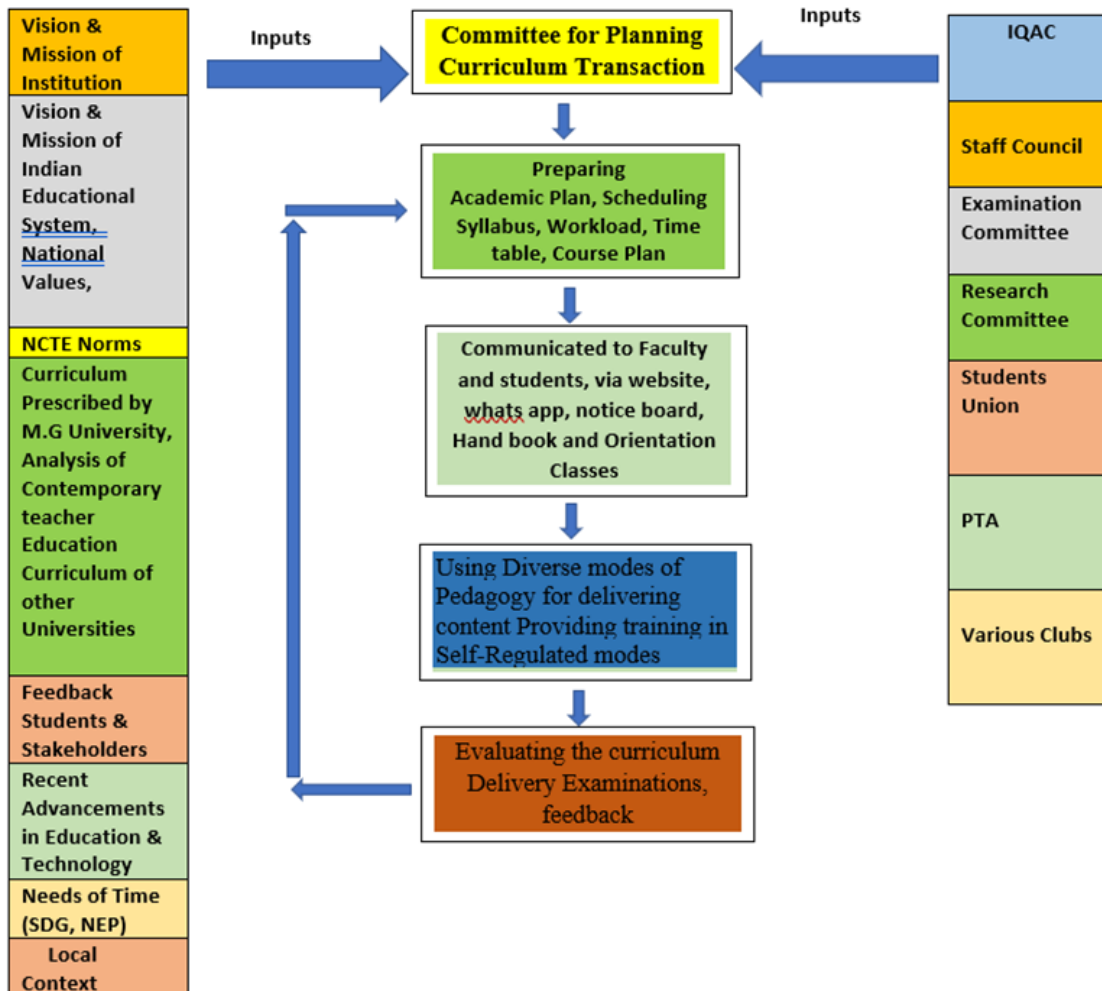 Vision &
Mission of
Institution
Vision &
Mission of
Indian
Educational
System,
National
Values,
NCTE Norms
Curriculum
Prescribed by
M.G University,
Analysis of
Contemporary
teacher
Education
Curriculum of
other
Universities
Feedback
Students &
Stakeholders
Recent
Advancements
in Education &
Technology
Needs of Time
(SDG, NEP)
Local
Context
Inputs
Committee for Planning
Curriculum Transaction
Preparing
Academic Plan, Scheduling
Syllabus, Workload, Time
table, Course Plan
Communicated to Faculty
and students, via website,
whats app, notice board,
Hand book and Orientation
Classes
Using Diverse modes of
Pedagogy for delivering
content Providing training in
Self-Regulated modes
Evaluating the curriculum
Delivery Examinations,
feedback
Inputs
IQAC
Staff Council
Examination
Committee
Research
Committee
Students
Union
PTA
Various Clubs